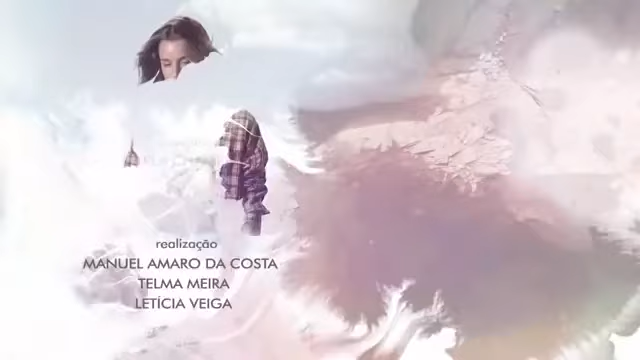 realização
MANUEL AMARO DA COSTA
TELMA MEIRA
LETÍCIA VEIGA